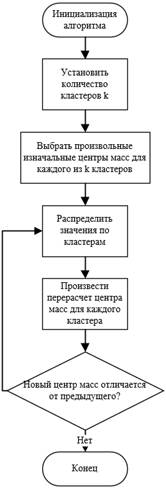 Инициализация
алгоритма
Установить
количество
кластеров k
Выбрать произвольные
изначальные центры масс для
каждого из k кластеров
Распределить
значения по
кластерам
Произвести
перерасчет центра
масс для каждого
кластера
Новый центр масс отличается
от предыдущего?
Нет
Конец